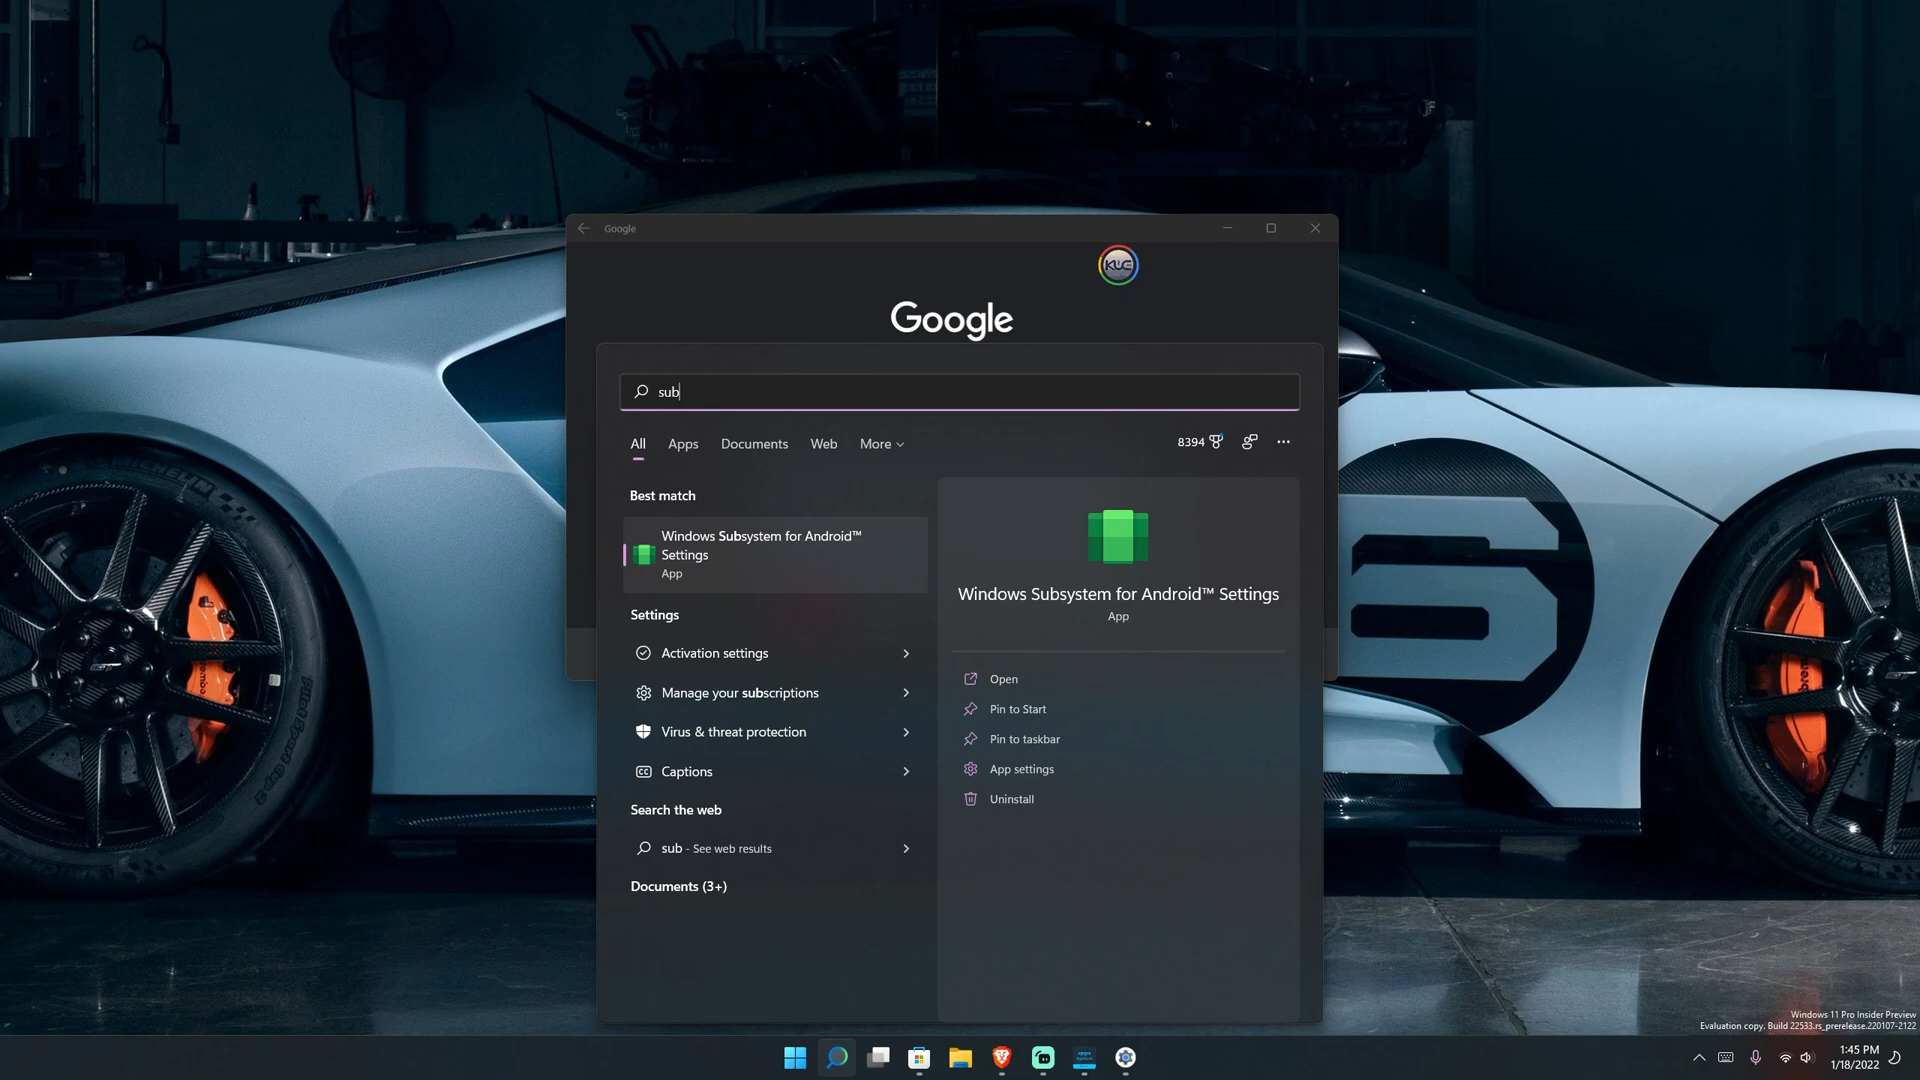 Google
KUC
Google
sub
All Apps Documents Web More
8394
Best match
Windows Subsystem for Android™
Settings
App
Settings
Activation settings
Manage your subscriptions
Virus & threat protection
Captions
Search the web
sub - See web results
Documents (3+)
Windows Subsystem for Android™ Settings
App
Open
Pin to Start
Pin to taskbar
App settings
Uninstall
6
Windows 11 Pro Insider Preview
Evaluation copy. Build 22533.rs_prerelease.220107-2122
1:45 PM
1/18/2022